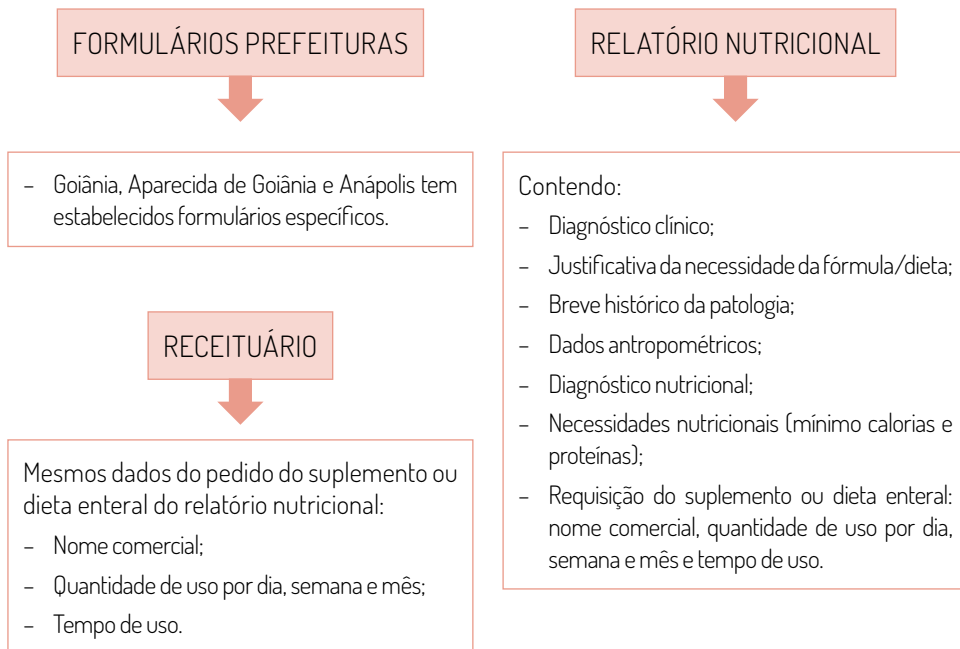 FORMULÁRIOS PREFEITURAS
– Goiânia, Aparecida de Goiânia e Anápolis tem
estabelecidos formulários específicos.
RECEITUÁRIO
Mesmos dados do pedido do suplemento ou
dieta enteral do relatório nutricional:
– Nome comercial;
– Quantidade de uso por dia, semana e mês;
– Tempo de uso.
RELATÓRIO NUTRICIONAL
Contendo:
– Diagnóstico clínico;
– Justificativa da necessidade da fórmula/dieta;
– Breve histórico da patologia;
– Dados antropométricos;
– Diagnóstico nutricional;
– Necessidades nutricionais (mínimo calorias e
proteínas);
– Requisição do suplemento ou dieta enteral:
nome comercial, quantidade de uso por dia,
semana e mês e tempo de uso.